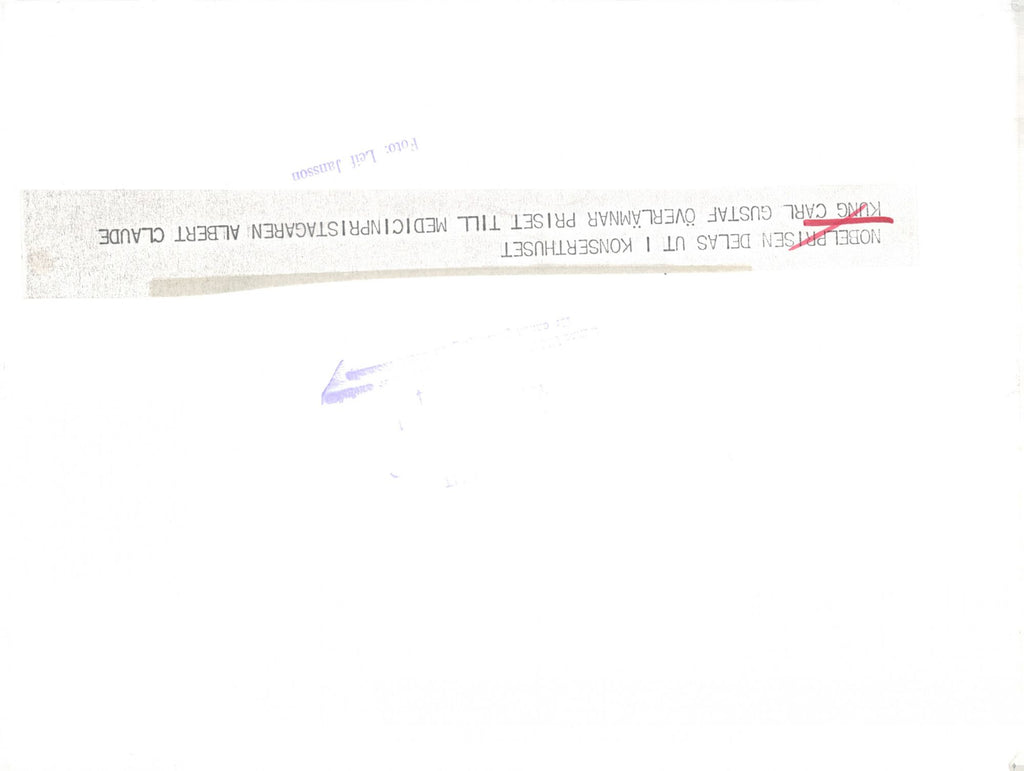 NOBELPRISEN DELAS UT I KONSERTHUSET
KUNG CARL GUSTAF ÖVERLÄMNAR PRISET TILL MEDICINPRISTAGAREN ALBERT CLAUDE
Foto: Leif Jansson